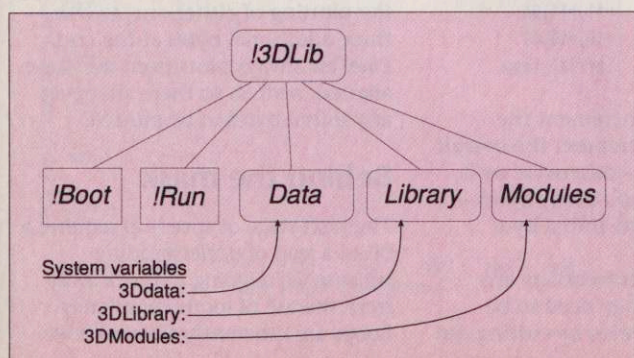 !3DLib
!Boot !Run Data Library Modules
System variables
3Ddata:
3DLibrary:
3DModules: